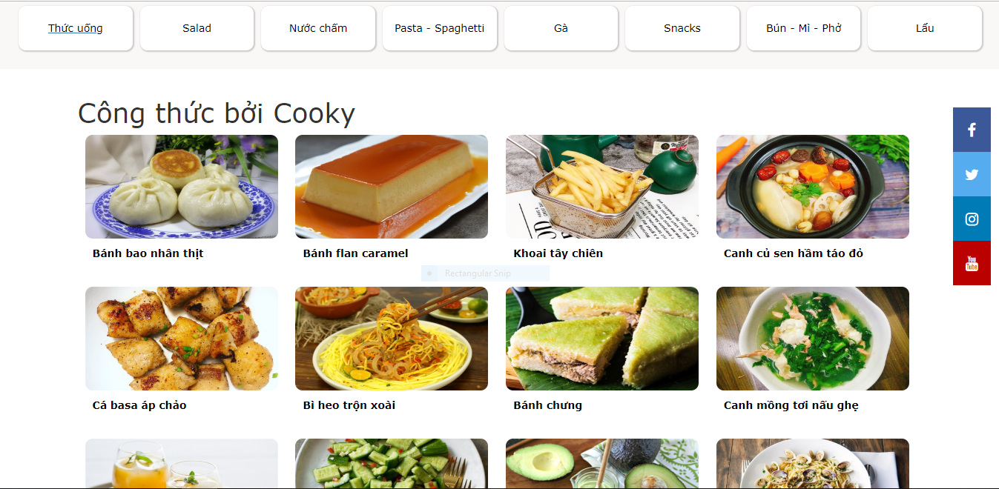 Thức uống
Salad
Nước chấm
Pasta - Spaghetti
Gà
Snacks
Bún - Mì - Phở
Lẩu
Công thức bởi Cooky
Bánh bao nhân thịt
Bánh flan caramel
Khoai tây chiên
Canh củ sen hầm táo đỏ
Rectangular Snip
Cá basa áp chảo
Bì heo trộn xoài
Bánh chưng
Canh mồng tơi nấu ghẹ
You
Tube